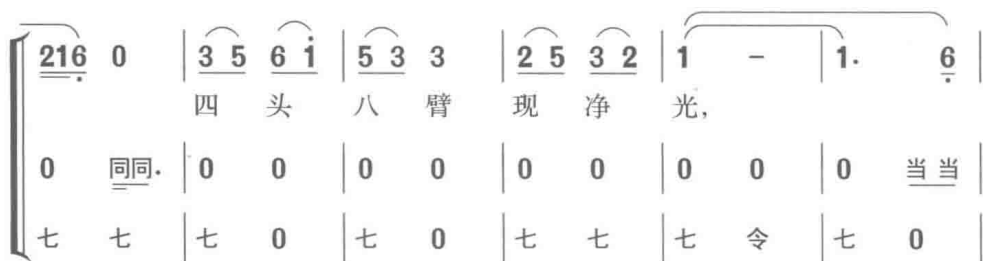 216 0 | 3 5 6 1 | 5 3 3 | 2 5 3 2 | 1 - | 1. 6 |
四 头 八 臂 现 净 光,
0 同同. | 0 0 | 0 0 | 0 0 | 0 0 | 0 当 当 |
七 七 | 七 0 | 七 0 | 七 七 | 七 令 | 七 0 |